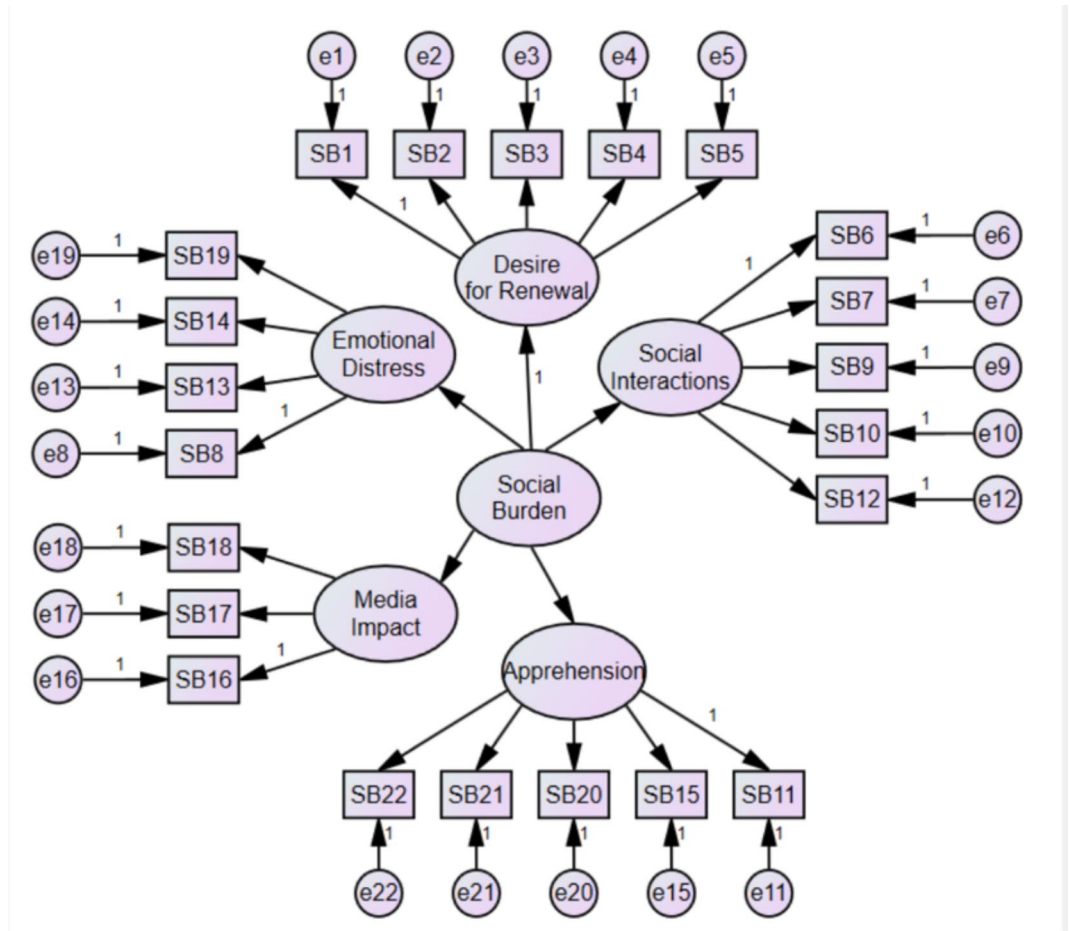 e1 e2 e3 e4 e5
1 1 1 1 1
SB1 SB2 SB3 SB4 SB5
1
Desire
for Renewal
e19 1 SB19
e14 1 SB14
e13 1 SB13
e8 1 SB8
1
Emotional
Distress
1
Social
Interactions
1
SB6 1 e6
SB7 1 e7
SB9 1 e9
SB10 1 e10
SB12 1 e12
Social
Burden
e18 1 SB18
e17 1 SB17
e16 1 SB16
1
Media
Impact
Apprehension
1
SB22 SB21 SB20 SB15 SB11
1 1 1 1 1
e22 e21 e20 e15 e11